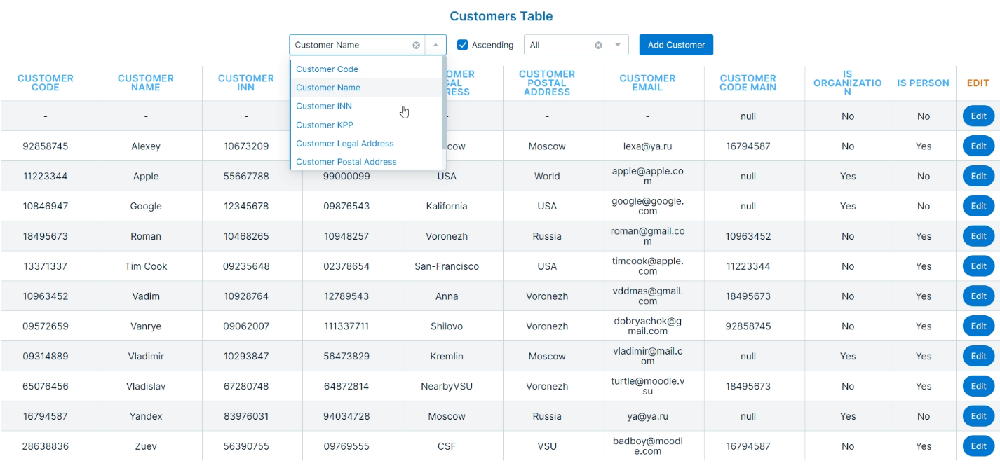 Customers Table
Customer Name
Ascending
All
Add Customer
Customer Code
Customer Name
Customer INN
Customer KPP
Customer Legal Address
Customer Postal Address
CUSTOMER
CODE
CUSTOMER
NAME
CUSTOMER
INN
OMER
GAL
RESS
CUSTOMER
POSTAL
ADDRESS
CUSTOMER
EMAIL
CUSTOMER
CODE MAIN
IS
ORGANIZATIO
N
IS PERSON
EDIT
- - - - - - null No No Edit
92858745 Alexey 10673209 cow Moscow lexa@ya.ru 16794587 No Yes Edit
11223344 Apple 55667788 99000099 USA World apple@apple.co null Yes No Edit
m
10846947 Google 12345678 09876543 Kalifornia USA google@google. null Yes No Edit
com
18495673 Roman 10468265 10948257 Voronezh Russia roman@gmail.co 10963452 No Yes Edit
m
13371337 Tim Cook 09235648 02378654 San-Francisco USA timcook@apple. 11223344 No Yes Edit
com
10963452 Vadim 10928764 12789543 Anna Voronezh vddmas@gmail. 18495673 No Yes Edit
com
09572659 Vanrye 09062007 111337711 Shilovo Voronezh dobryachok@g 92858745 No Yes Edit
mail.com
09314889 Vladimir 10293847 56473829 Kremlin Moscow vladimir@mail.c null Yes Yes Edit
om
65076456 Vladislav 67280748 64872814 NearbyVSU Voronezh turtle@moodle.v 18495673 No Yes Edit
su
16794587 Yandex 83976031 94034728 Moscow Russia ya@ya.ru null Yes No Edit
28638836 Zuev 56390755 09769555 CSF VSU badboy@moodl 16794587 No Yes Edit
e.com